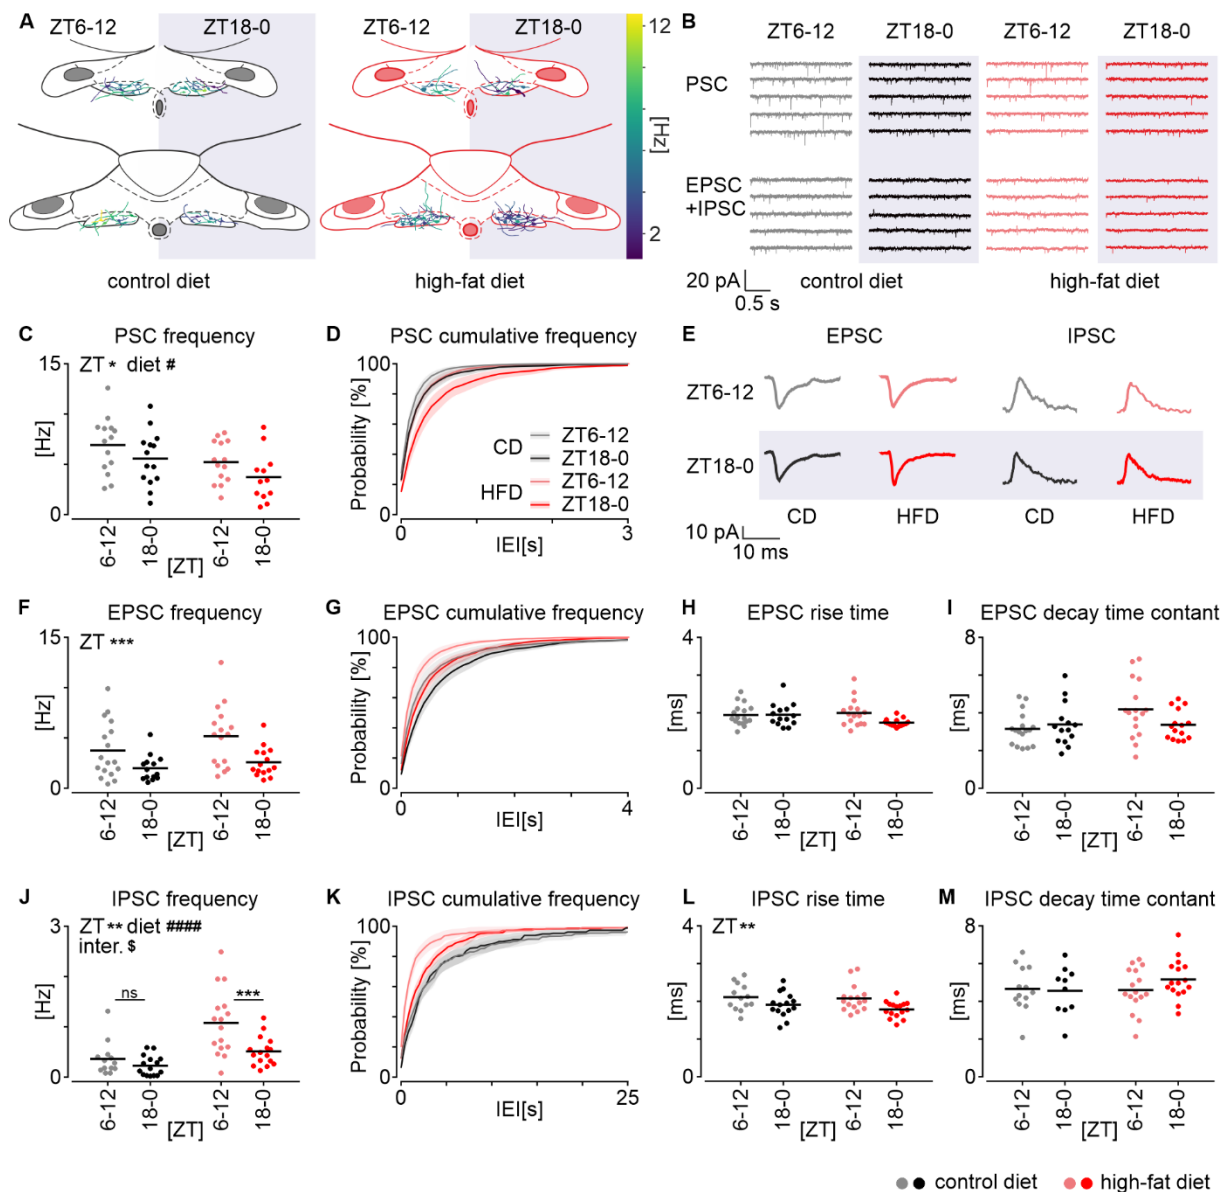 A
ZT6-12
ZT18-0
ZT6-12
ZT18-0
12
[Hz]
2
control diet
high-fat diet
B
ZT6-12
ZT18-0
ZT6-12
ZT18-0
PSC
EPSC
+IPSC
20 pA
0.5 s
control diet
high-fat diet
C
PSC frequency
ZT * diet #
15
[Hz]
0
6-12
18-0
6-12
18-0
[ZT]
D
PSC cumulative frequency
100
Probability [%]
0
CD
ZT6-12
ZT18-0
HFD
ZT6-12
ZT18-0
0
3
IEI[s]
E
EPSC
IPSC
ZT6-12
ZT18-0
CD
HFD
CD
HFD
10 pA
10 ms
F
EPSC frequency
ZT ***
15
[Hz]
0
6-12
18-0
6-12
18-0
[ZT]
G
EPSC cumulative frequency
100
Probability [%]
0
0
4
IEI[s]
H
EPSC rise time
4
[ms]
0
6-12
18-0
6-12
18-0
[ZT]
I
EPSC decay time contant
8
[ms]
0
6-12
18-0
6-12
18-0
[ZT]
J
IPSC frequency
ZT ** diet ####
inter. $
3
ns
***
[Hz]
0
6-12
18-0
6-12
18-0
[ZT]
K
IPSC cumulative frequency
100
Probability [%]
0
0
25
IEI[s]
L
IPSC rise time
ZT **
4
[ms]
0
6-12
18-0
6-12
18-0
[ZT]
M
IPSC decay time contant
8
[ms]
0
6-12
18-0
6-12
18-0
[ZT]
control diet
high-fat diet